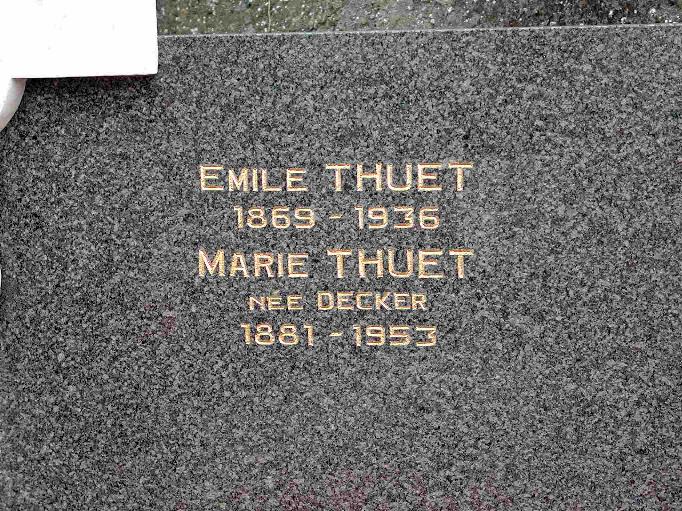 EMILE THUET
1869 - 1936
MARIE THUET
NÉE DECKER
1881 - 1953